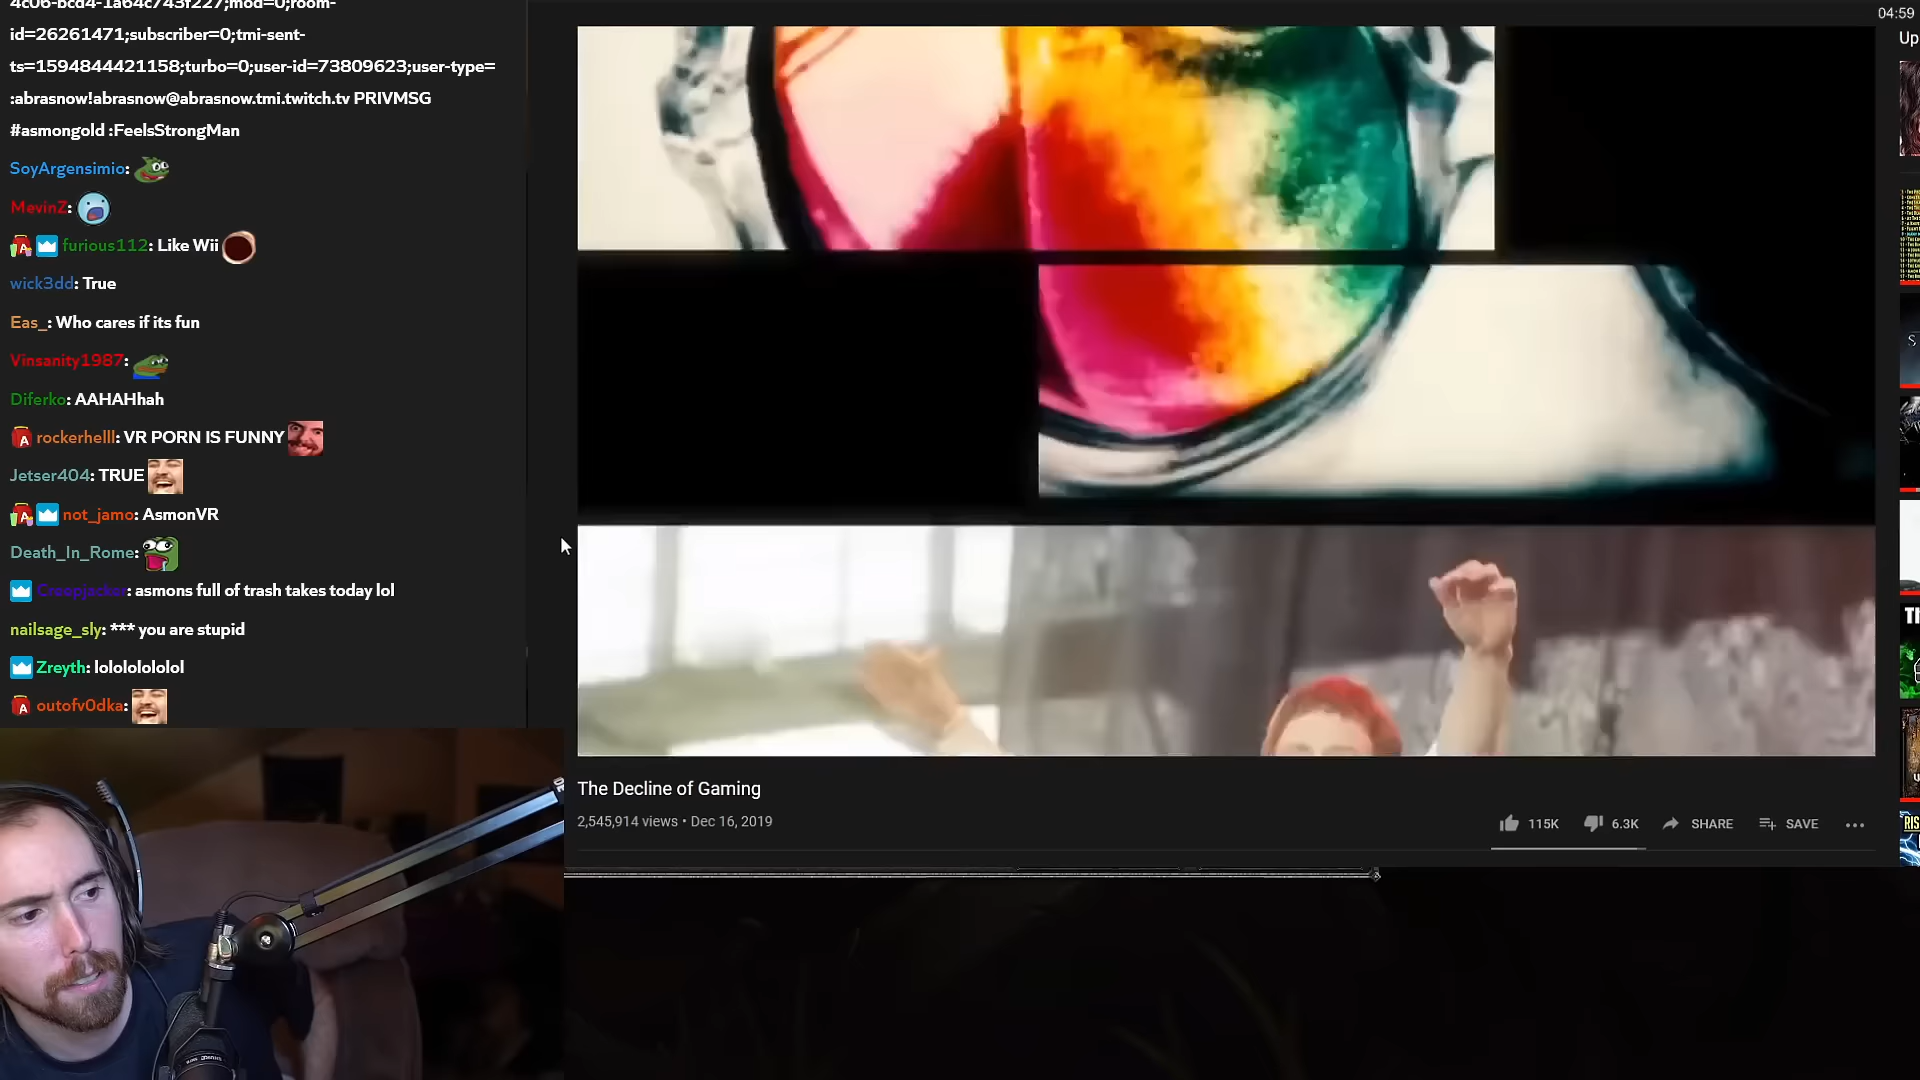 4c06-bcd4-1a64c743f227;mod=0;room-
id=26261471;subscriber=0;tmi-sent-
ts=1594844421158;turbo=0;user-id=73809623;user-type=
:abrasnow!abrasnow@abrasnow.tmi.twitch.tv PRIVMSG
#asmongold :FeelsStrongMan
SoyArgensimio:
MevinZ:
furious112: Like Wii
wick3dd: True
Eas_: Who cares if its fun
Vinsanity1987:
Diferko: AAHAHhah
rockerhelll: VR PORN IS FUNNY
Jetser404: TRUE
not_jamo: AsmonVR
Death_In_Rome:
Creepjacker: asmons full of trash takes today lol
nailsage_sly: *** you are stupid
Zreyth: lolololololol
outofv0dka:
04:59
Up
The Decline of Gaming
2,545,914 views • Dec 16, 2019
115K
6.3K
SHARE
SAVE